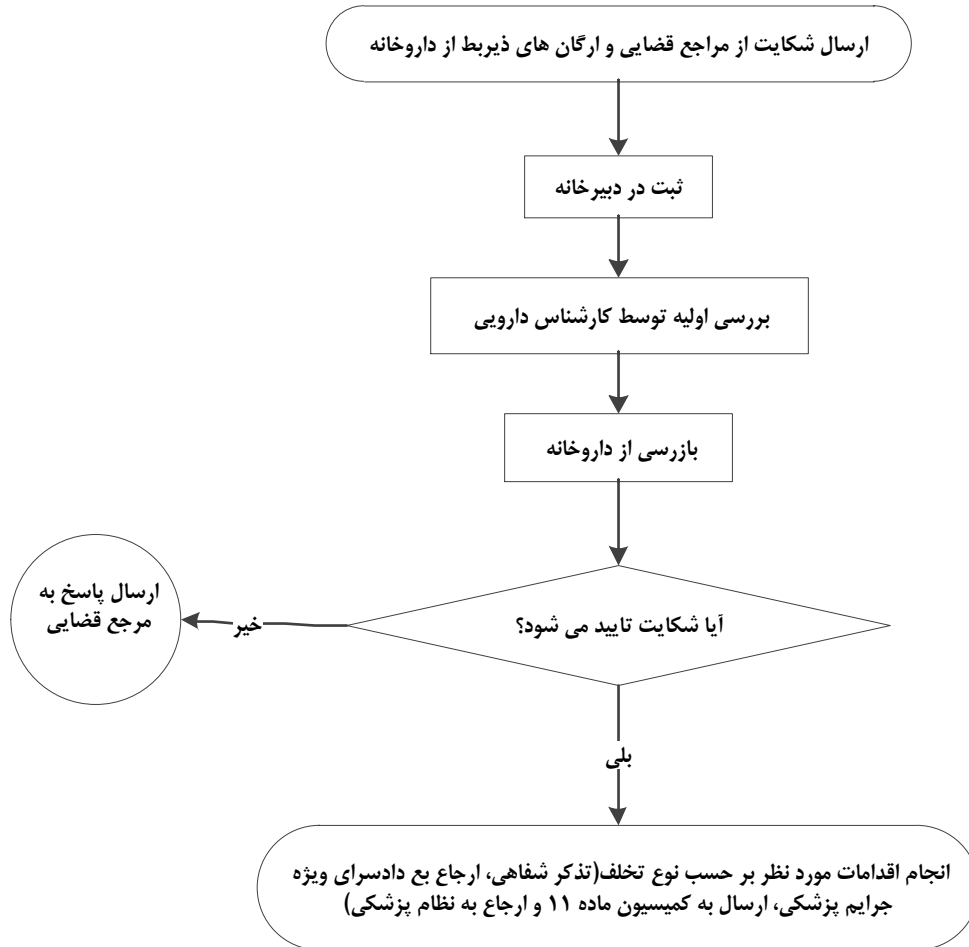 ارسال شکایت از مراجع قضایی و ارگان های ذیربط از داروخانه
ثبت در دبیرخانه
بررسی اولیه توسط کارشناس دارویی
بازرسی از داروخانه
آیا شکایت تایید می شود؟
خیر
ارسال پاسخ به
مرجع قضایی
بلی
انجام اقدامات مورد نظر بر حسب نوع تخلف(تذکر شفاهی، ارجاع بع دادسرای ویژه
جرایم پزشکی، ارسال به کمیسیون ماده ۱۱ و ارجاع به نظام پزشکی)